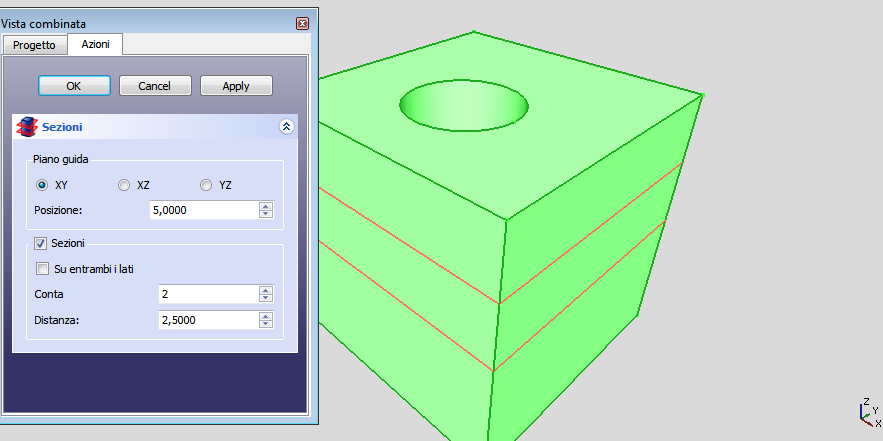 Vista combinata
Progetto Azioni
OK Cancel Apply
Sezioni
Piano guida
XY XZ YZ
Posizione: 5,0000
Sezioni
Su entrambi i lati
Conta 2
Distanza: 2,5000
Z
Y
X